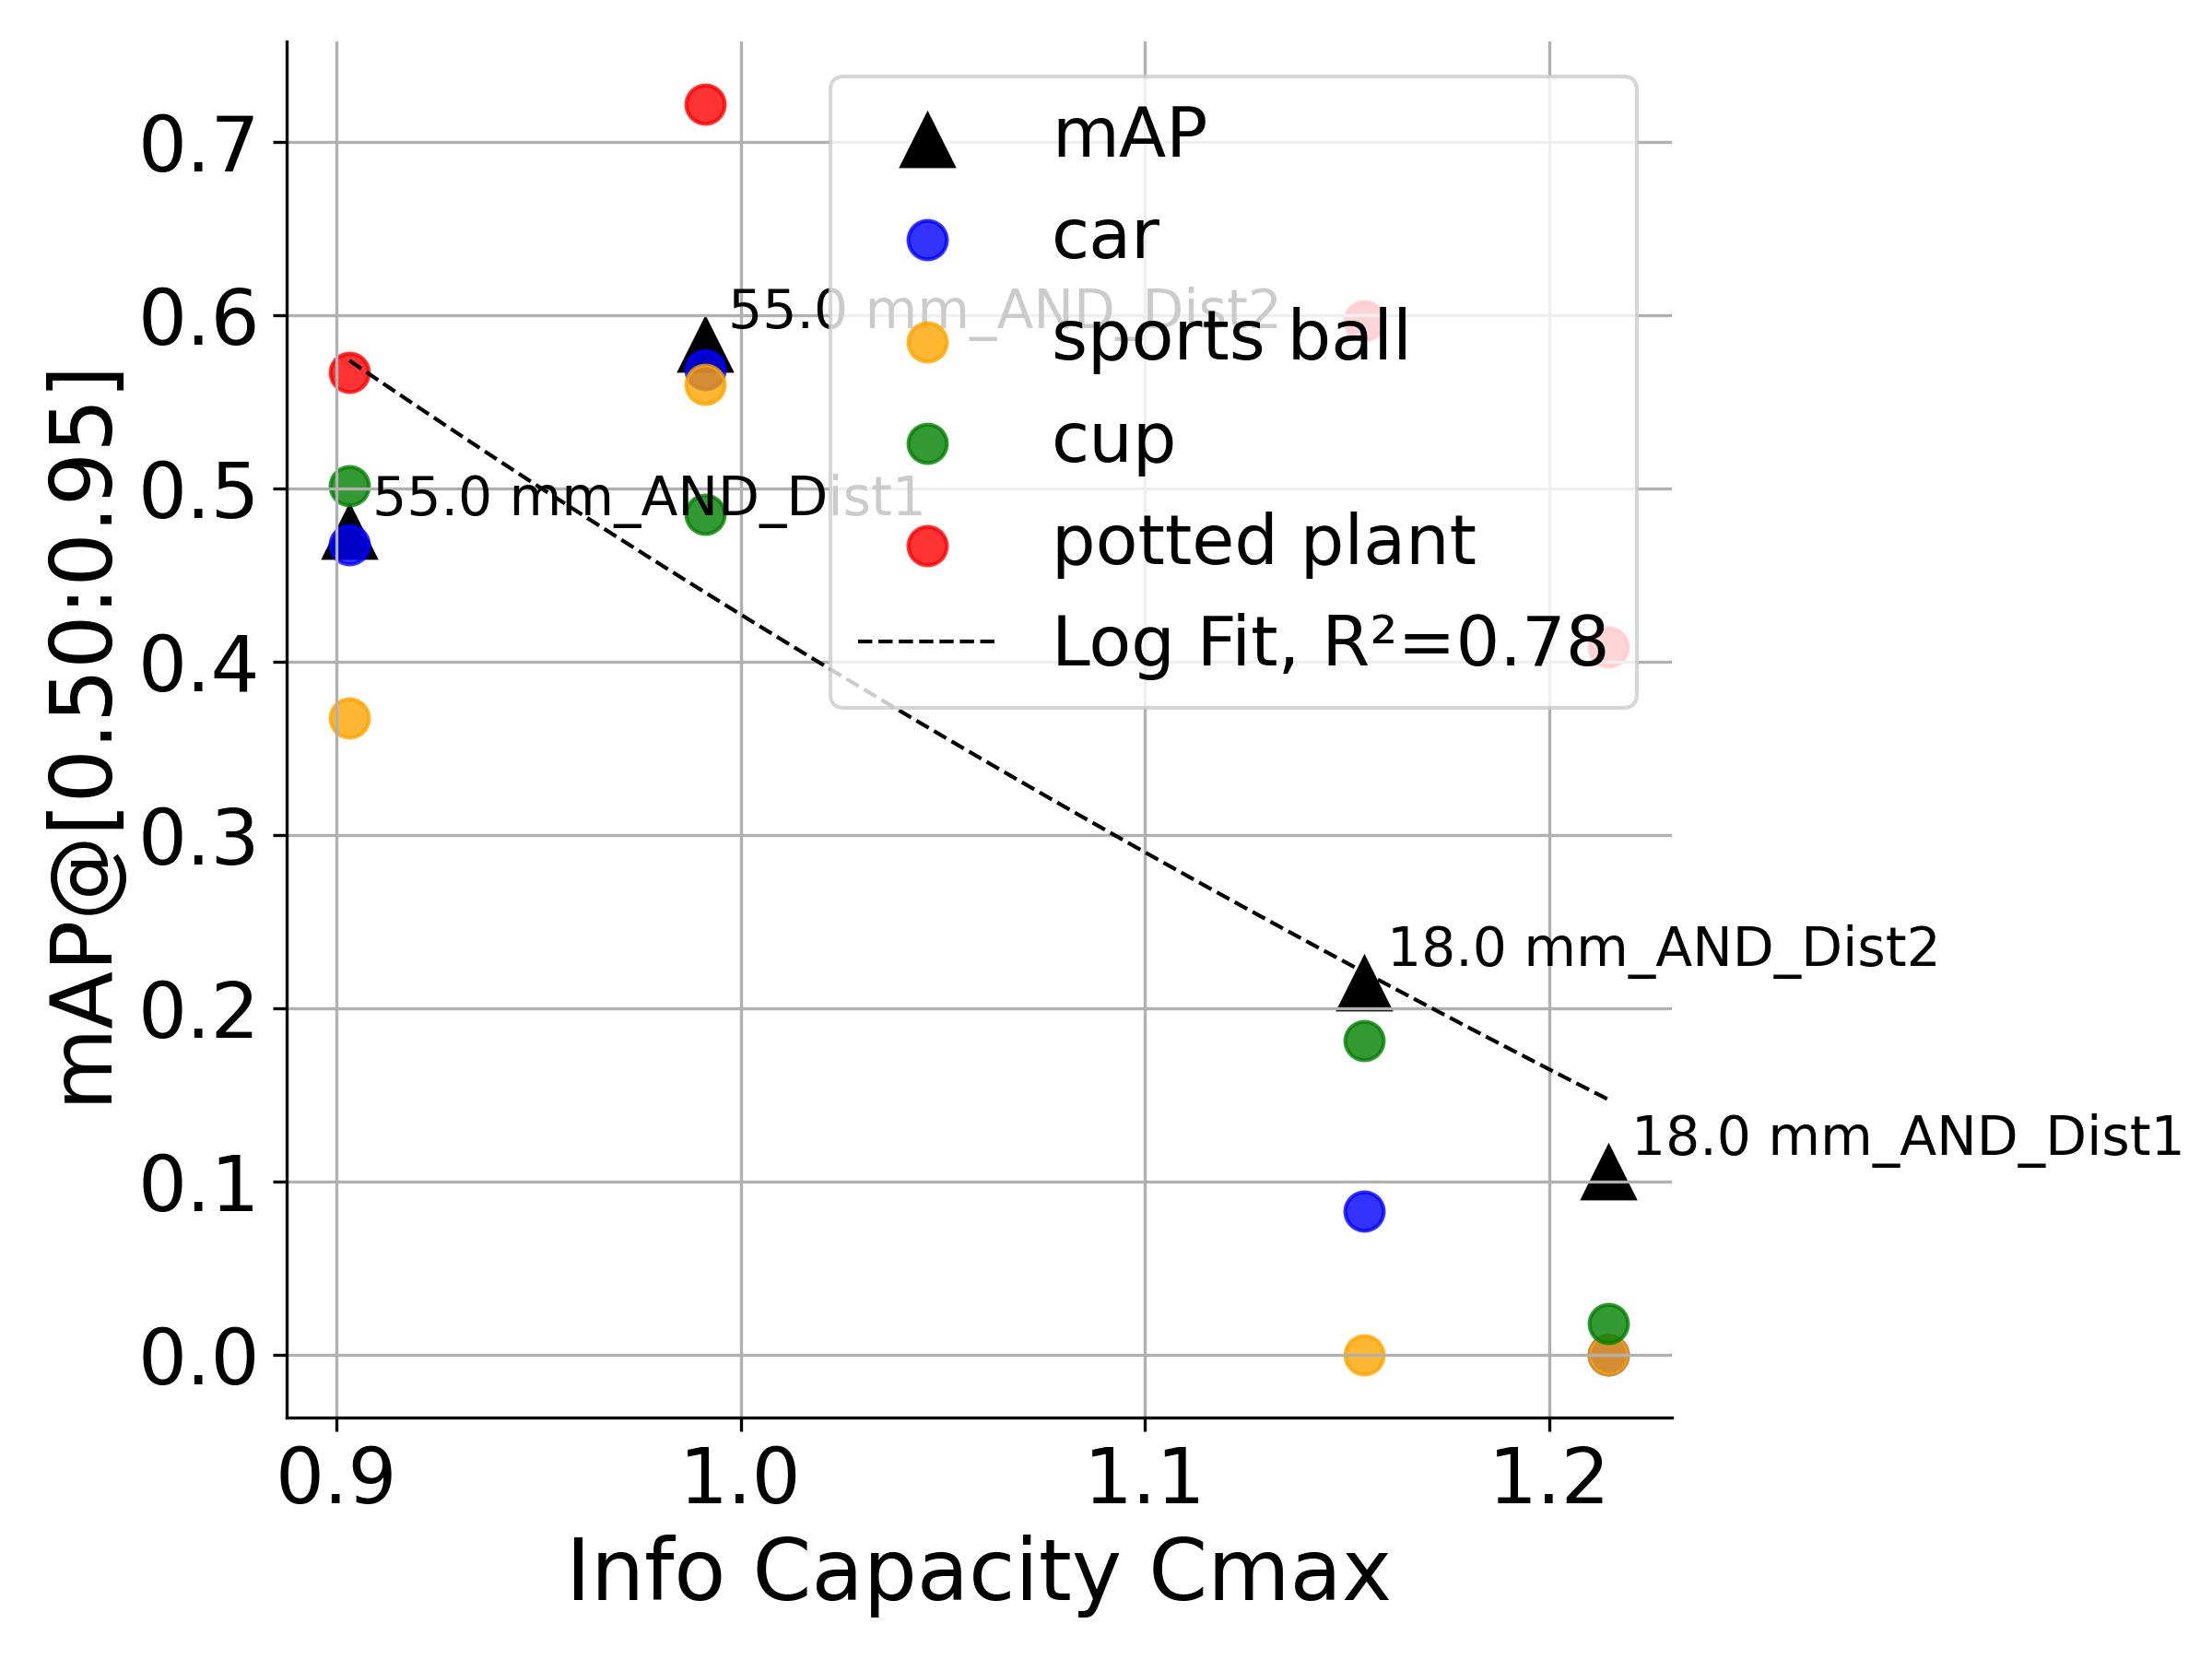 mAP@[0.50:0.95]
0.7
0.6
0.5
0.4
0.3
0.2
0.1
0.0
mAP
car
sports ball
cup
potted plant
Log Fit, R²=0.78
55.0 mm_AND_Dist2
55.0 mm_AND_Dist1
18.0 mm_AND_Dist2
18.0 mm_AND_Dist1
0.9 1.0 1.1 1.2
Info Capacity Cmax